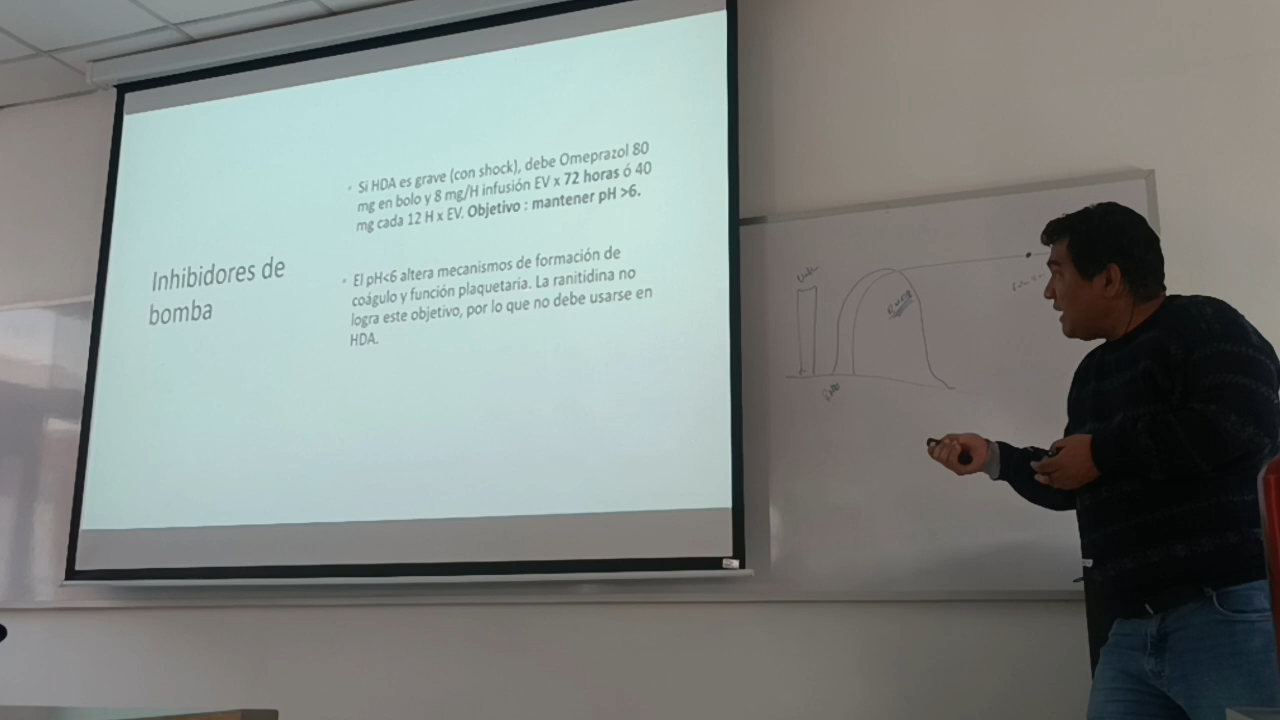 Inhibidores de
bomba
• Si HDA es grave (con shock), debe Omeprazol 80
mg en bolo y 8 mg/H infusión EV x 72 horas ó 40
mg cada 12 H x EV. Objetivo : mantener pH >6.
• El pH<6 altera mecanismos de formación de
coágulo y función plaquetaria. La ranitidina no
logra este objetivo, por lo que no debe usarse en
HDA.